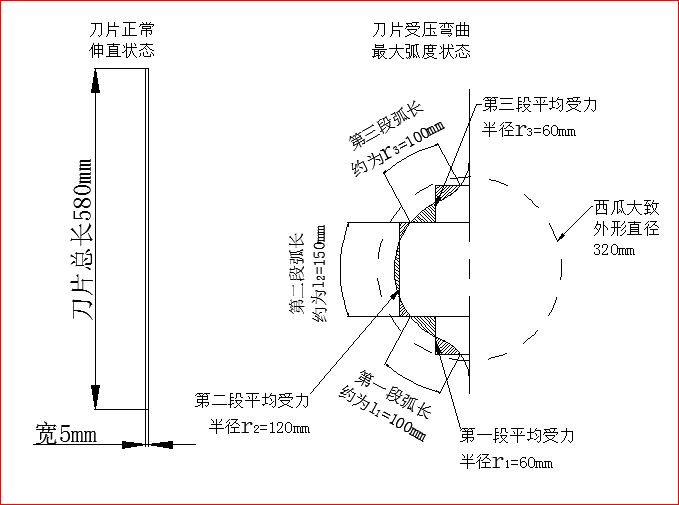 刀片正常
伸直状态
刀片受压弯曲
最大弧度状态
第三段平均受力
半径r3=60mm
第三段弧长
约为r3=100mm
刀片总长580mm
西瓜大致
外形直径
320mm
第二段弧长
约为l2=150mm
第二段平均受力
半径r2=120mm
第一段弧长
约为l1=100mm
宽5mm
第一段平均受力
半径r1=60mm